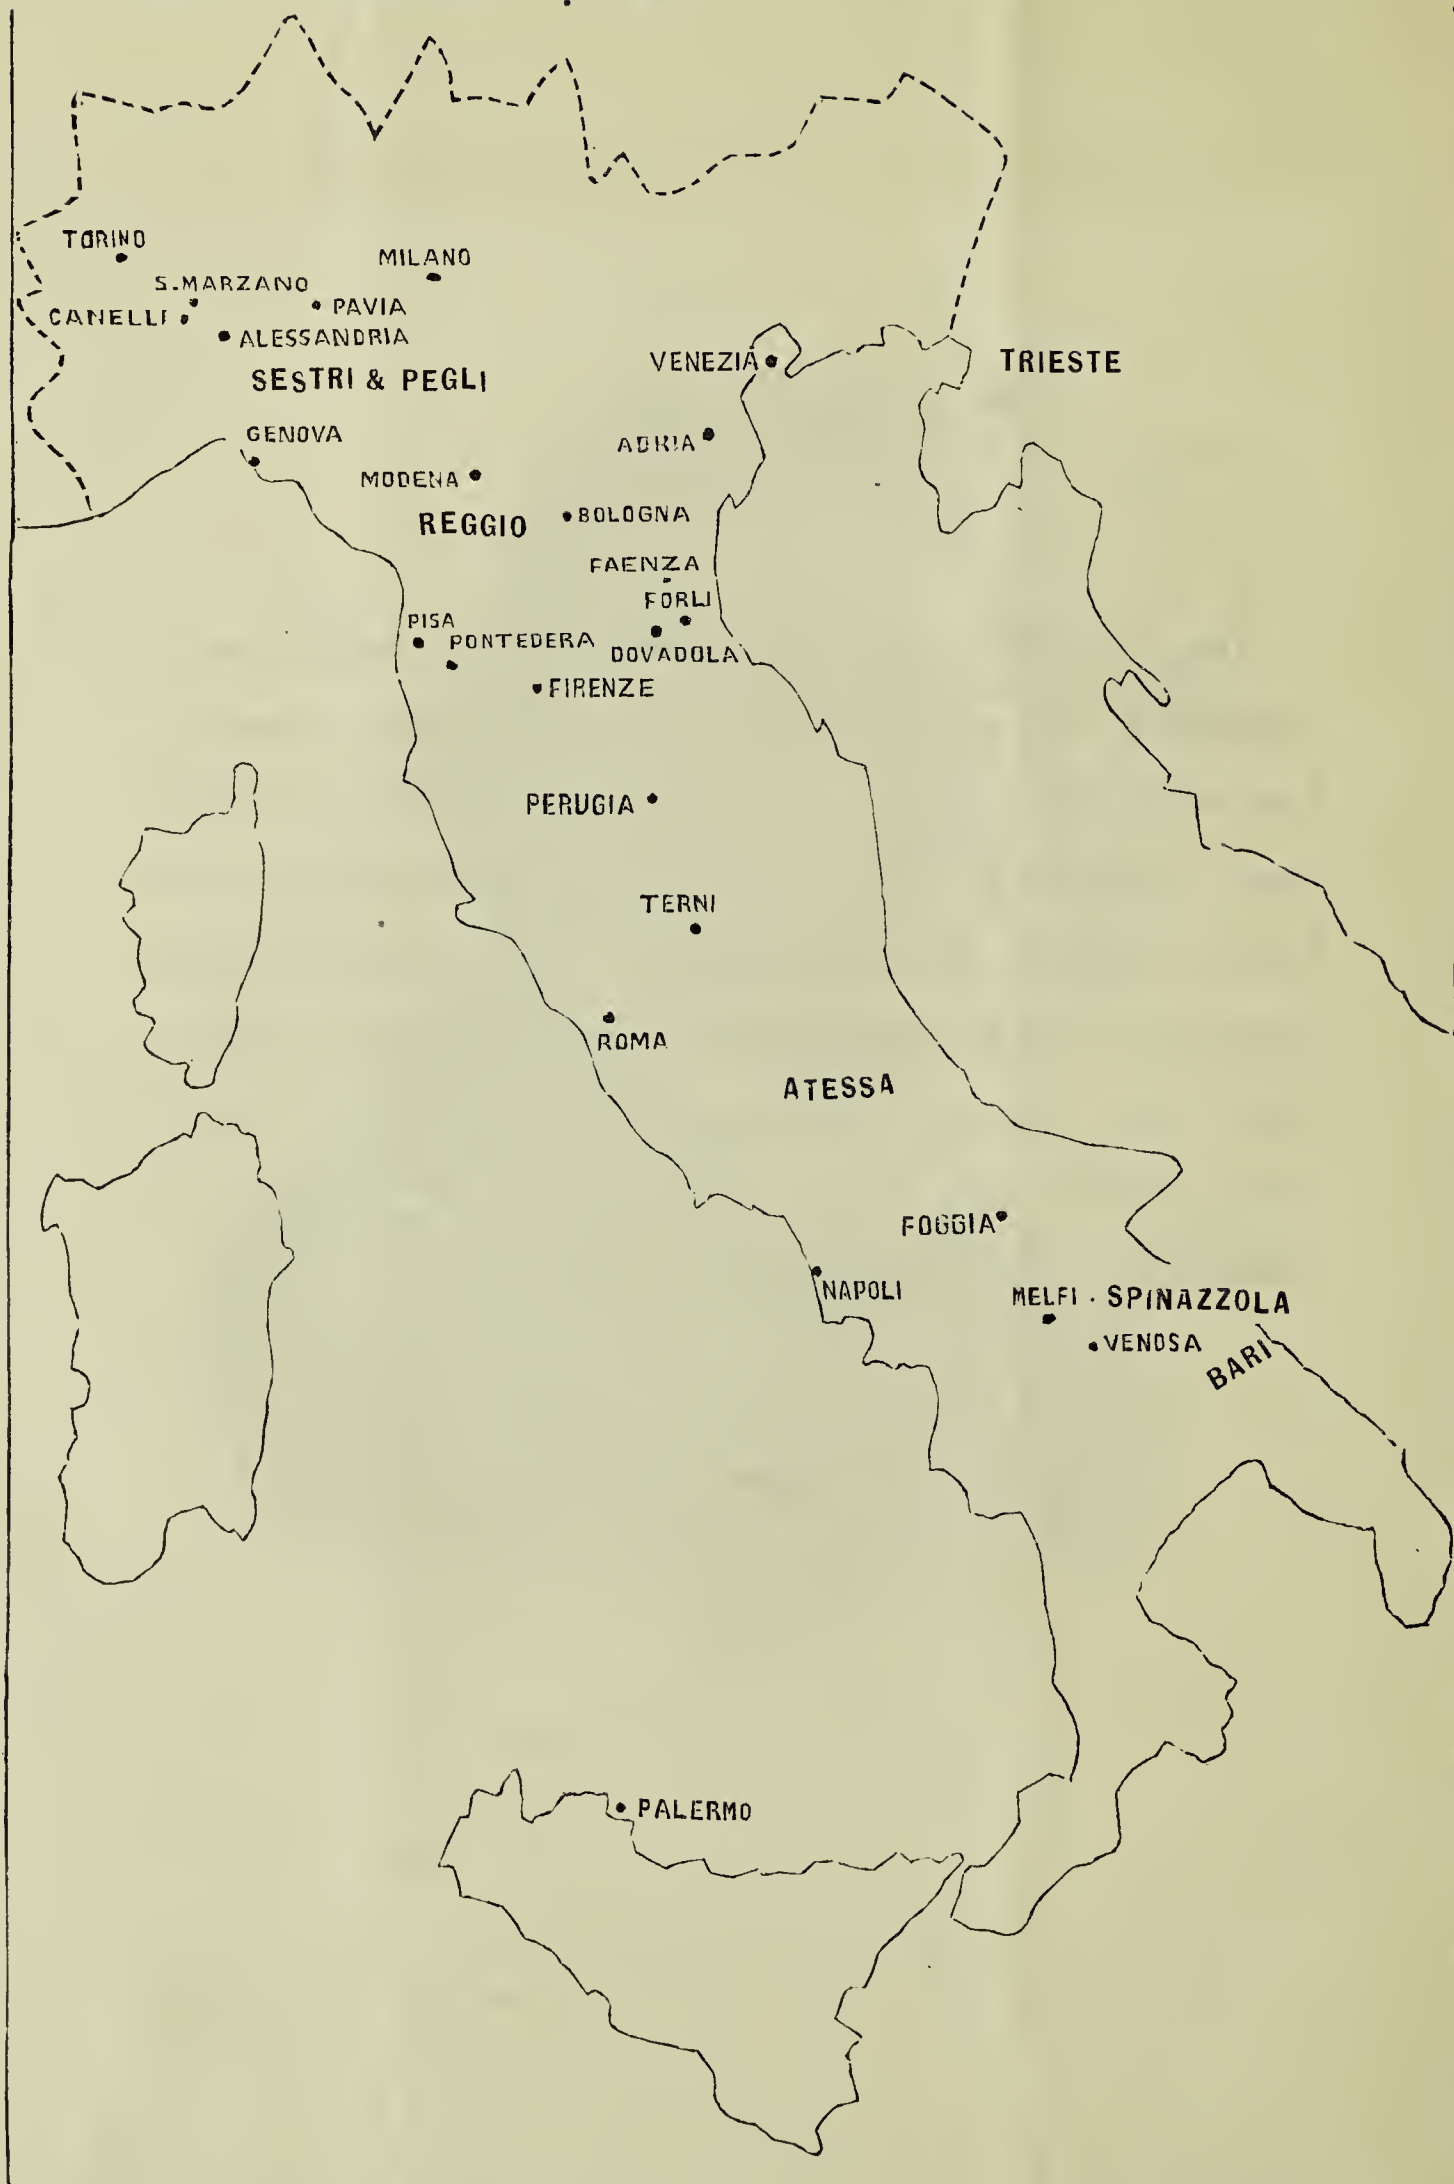 TORINO
MILANO
S.MARZANO
CANELLI
PAVIA
ALESSANDRIA
SESTRI & PEGLI
VENEZIA
TRIESTE
GENOVA
ADRIA
MODENA
REGGIO
BOLOGNA
FAENZA
FORLI
PISA
PONTEDERA
DOVADOLA
FIRENZE
PERUGIA
TERNI
ROMA
ATESSA
FOGGIA
NAPOLI
MELFI . SPINAZZOLA
VENOSA
BARI
PALERMO